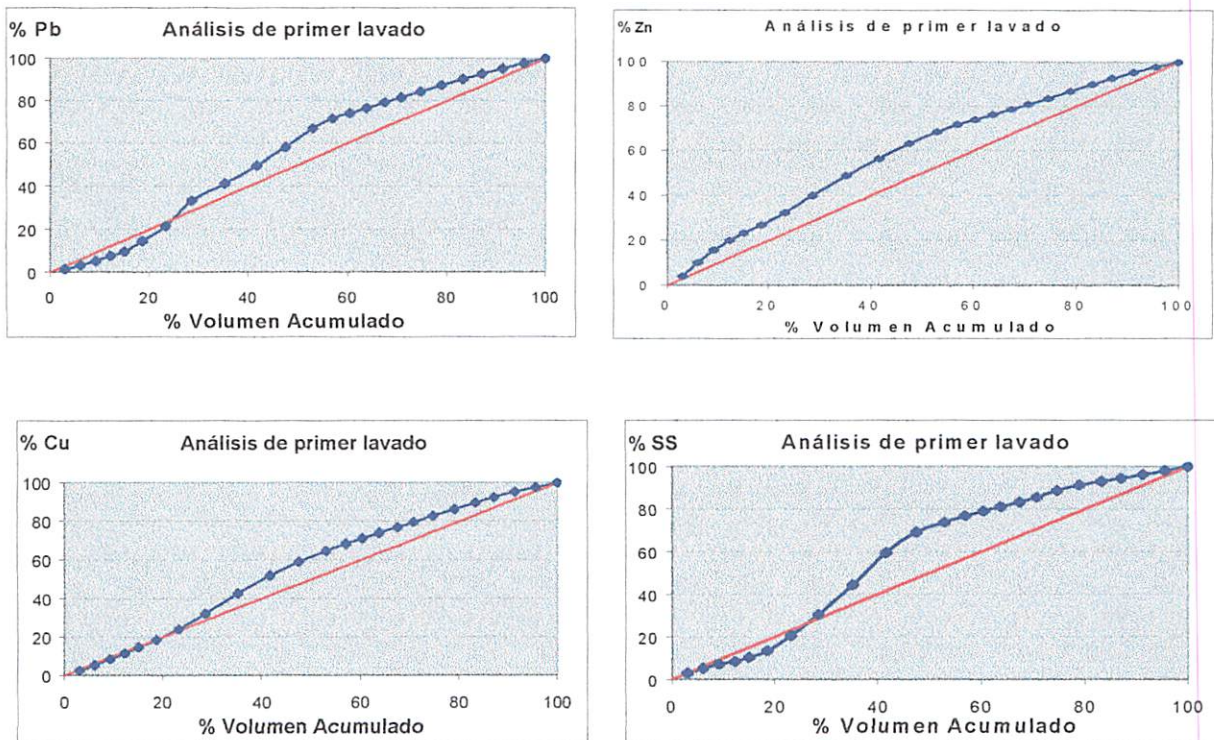 % Pb Análisis de primer lavado
100
80
60
40
20
0
0 20 40 60 80 100
% Volumen Acumulado
% Zn Análisis de primer lavado
100
80
60
40
20
0
0 20 40 60 80 100
% Volumen Acumulado
% Cu Análisis de primer lavado
100
80
60
40
20
0
0 20 40 60 80 100
% Volumen Acumulado
% SS Análisis de primer lavado
100
80
60
40
20
0
0 20 40 60 80 100
% Volumen Acumulado